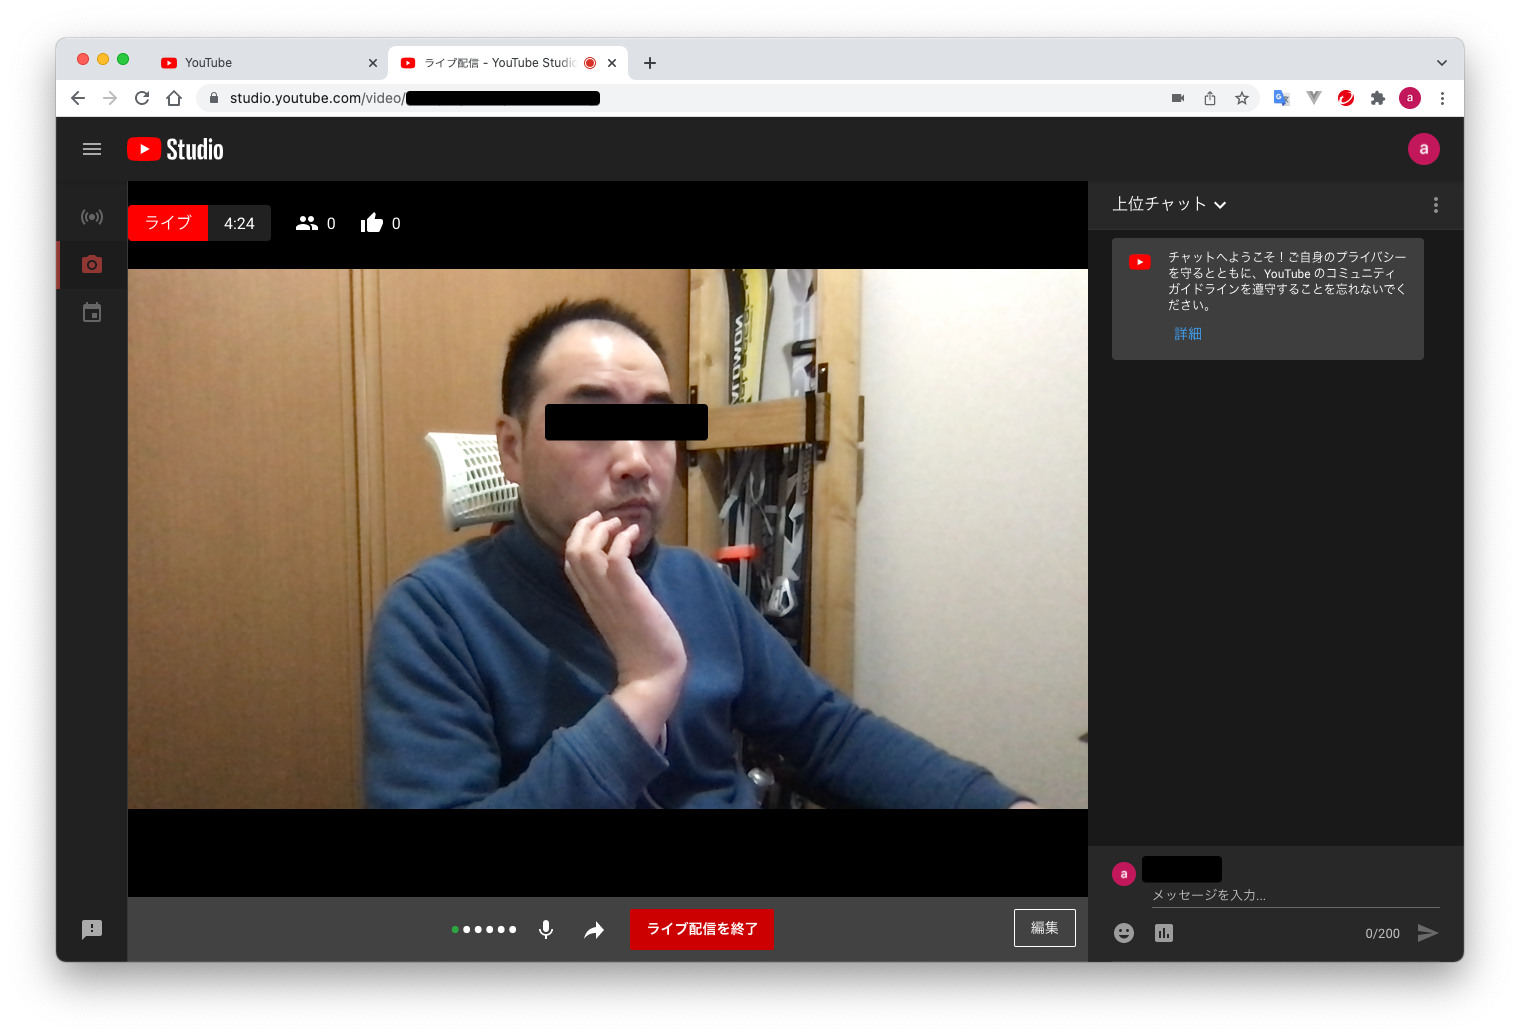 YouTube
ライブ配信 - YouTube Studio
studio.youtube.com/video/
a
Studio
a
ライブ
4:24
0
0
上位チャット
チャットへようこそ！ご自身のプライバシー
を守るとともに、YouTube のコミュニティ
ガイドラインを遵守することを忘れないでく
ださい。
詳細
a
メッセージを入力...
0/200
ライブ配信を終了
編集